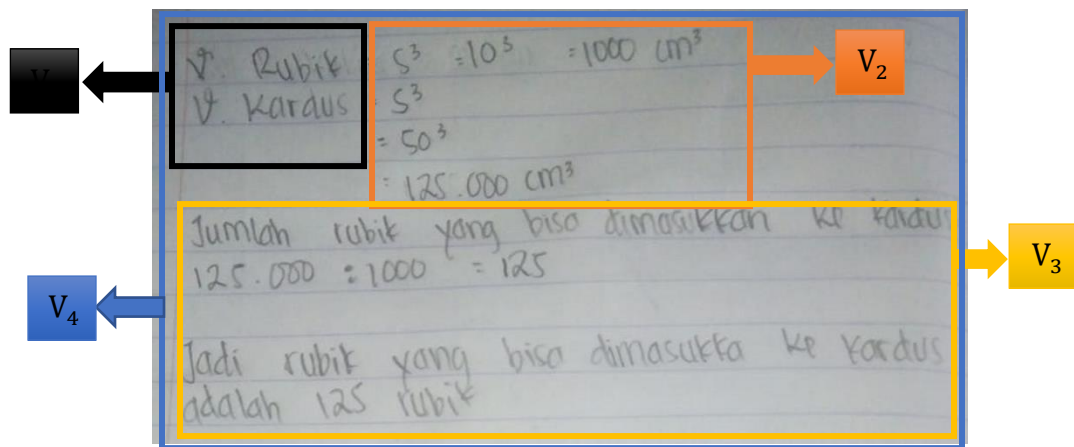 V. Rubik = S³ = 10³ = 1000 cm³
V. Kardus = S³
= 50³
= 125.000 cm³
Jumlah rubik yang bisa dimasukkan ke kardus
125.000 : 1000 = 125
Jadi rubik yang bisa dimasukka ke kardus
adalah 125 rubik
V₂
V₃
V₄